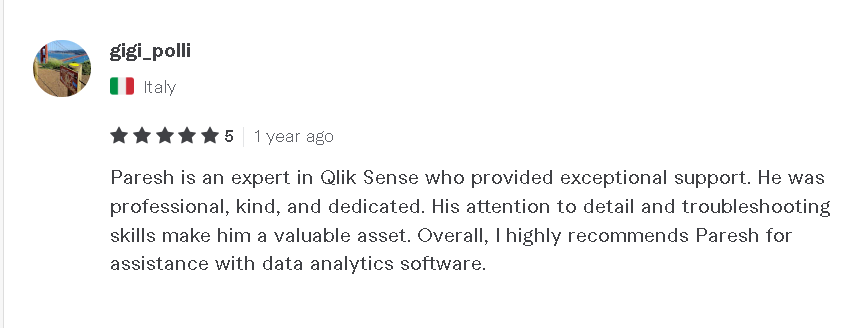 gigi_polli
Italy
★★★★★ 5 | 1 year ago
Paresh is an expert in Qlik Sense who provided exceptional support. He was
professional, kind, and dedicated. His attention to detail and troubleshooting
skills make him a valuable asset. Overall, I highly recommends Paresh for
assistance with data analytics software.